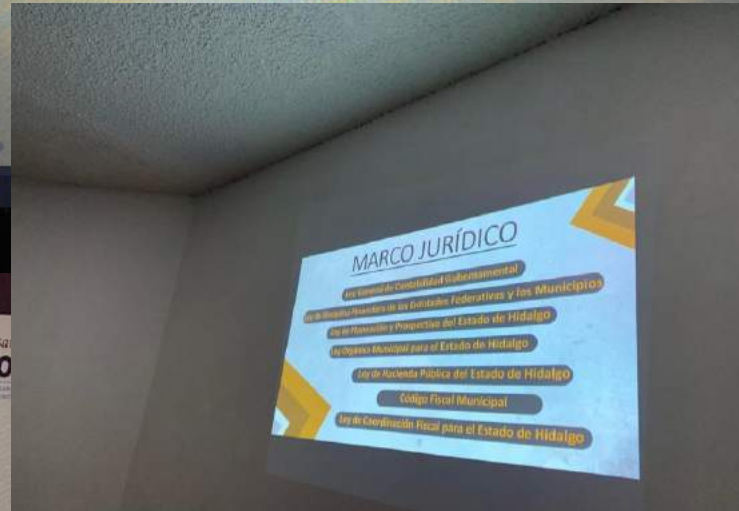 MARCO JURÍDICO
Ley General de Contabilidad Gubernamental
Ley de Disciplina Financiera de las Entidades Federativas y los Municipios
Ley de Planeación y Prospectiva del Estado de Hidalgo
Ley Orgánica Municipal para el Estado de Hidalgo
Ley de Hacienda Pública del Estado de Hidalgo
Código Fiscal Municipal
Ley de Coordinación Fiscal para el Estado de Hidalgo